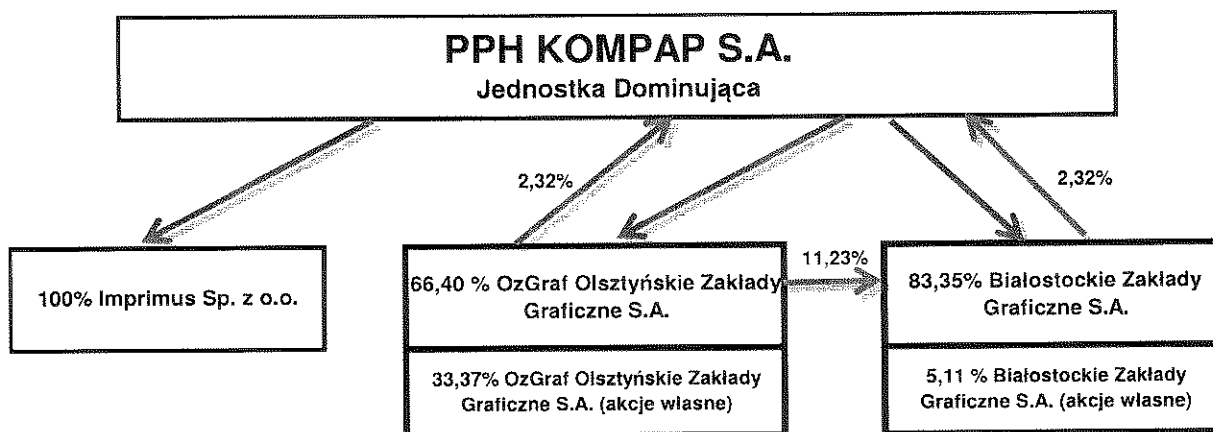 PPH KOMPAP S.A.
Jednostka Dominująca
2,32%
2,32%
11,23%
100% Imprimus Sp. z o.o.
66,40 % OzGraf Olsztyńskie Zakłady
Graficzne S.A.
83,35% Białostockie Zakłady
Graficzne S.A.
33,37% OzGraf Olsztyńskie Zakłady
Graficzne S.A. (akcje własne)
5,11 % Białostockie Zakłady
Graficzne S.A. (akcje własne)